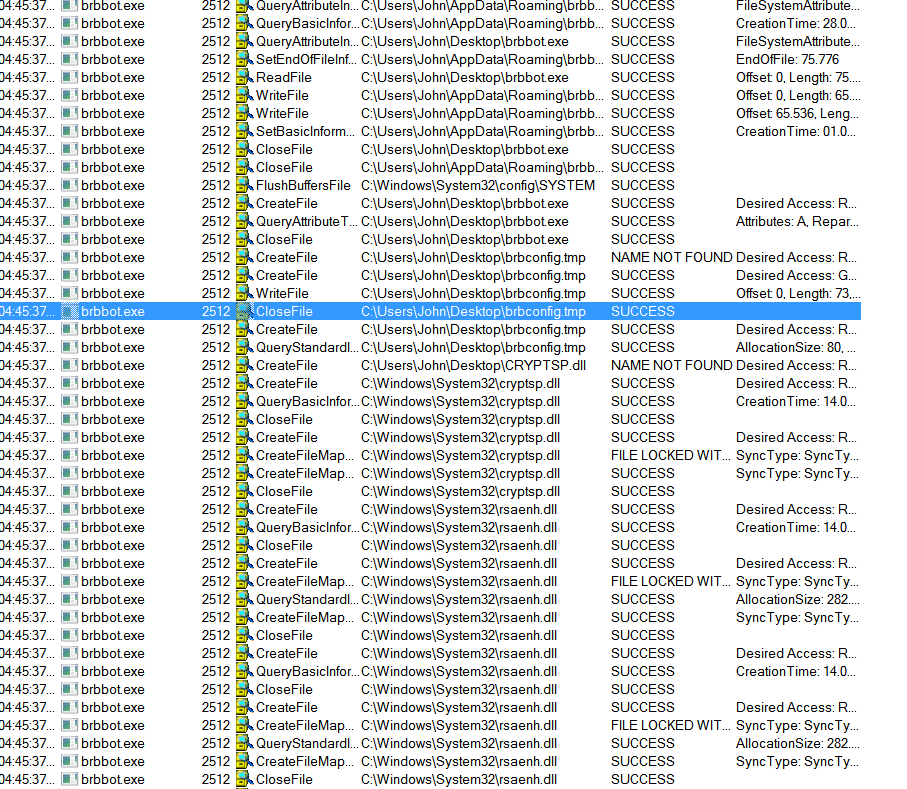 04:45:37... brbbot.exe 2512 QueryAttributeIn... C:\Users\John\AppData\Roaming\brbb... SUCCESS FileSystemAttribute...
04:45:37... brbbot.exe 2512 QueryBasicInfor... C:\Users\John\AppData\Roaming\brbb... SUCCESS CreationTime: 28.0...
04:45:37... brbbot.exe 2512 QueryAttributeIn... C:\Users\John\Desktop\brbbot.exe SUCCESS FileSystemAttribute...
04:45:37... brbbot.exe 2512 SetEndOfFileInf... C:\Users\John\AppData\Roaming\brbb... SUCCESS EndOfFile: 75.776
04:45:37... brbbot.exe 2512 ReadFile C:\Users\John\Desktop\brbbot.exe SUCCESS Offset: 0, Length: 75....
04:45:37... brbbot.exe 2512 WriteFile C:\Users\John\AppData\Roaming\brbb... SUCCESS Offset: 0, Length: 65....
04:45:37... brbbot.exe 2512 WriteFile C:\Users\John\AppData\Roaming\brbb... SUCCESS Offset: 65.536, Leng...
04:45:37... brbbot.exe 2512 SetBasicInform... C:\Users\John\AppData\Roaming\brbb... SUCCESS CreationTime: 01.0...
04:45:37... brbbot.exe 2512 CloseFile C:\Users\John\Desktop\brbbot.exe SUCCESS
04:45:37... brbbot.exe 2512 CloseFile C:\Users\John\AppData\Roaming\brbb... SUCCESS
04:45:37... brbbot.exe 2512 FlushBuffersFile C:\Windows\System32\config\SYSTEM SUCCESS
04:45:37... brbbot.exe 2512 CreateFile C:\Users\John\Desktop\brbbot.exe SUCCESS Desired Access: R...
04:45:37... brbbot.exe 2512 QueryAttributeT... C:\Users\John\Desktop\brbbot.exe SUCCESS Attributes: A, Repar...
04:45:37... brbbot.exe 2512 CloseFile C:\Users\John\Desktop\brbbot.exe SUCCESS
04:45:37... brbbot.exe 2512 CreateFile C:\Users\John\Desktop\brbconfig.tmp NAME NOT FOUND Desired Access: R...
04:45:37... brbbot.exe 2512 CreateFile C:\Users\John\Desktop\brbconfig.tmp SUCCESS Desired Access: G...
04:45:37... brbbot.exe 2512 WriteFile C:\Users\John\Desktop\brbconfig.tmp SUCCESS Offset: 0, Length: 73,...
04:45:37... brbbot.exe 2512 CloseFile C:\Users\John\Desktop\brbconfig.tmp SUCCESS
04:45:37... brbbot.exe 2512 CreateFile C:\Users\John\Desktop\brbconfig.tmp SUCCESS Desired Access: R...
04:45:37... brbbot.exe 2512 QueryStandardI... C:\Users\John\Desktop\brbconfig.tmp SUCCESS AllocationSize: 80, ...
04:45:37... brbbot.exe 2512 CreateFile C:\Users\John\Desktop\CRYPTSP.dll NAME NOT FOUND Desired Access: R...
04:45:37... brbbot.exe 2512 CreateFile C:\Windows\System32\cryptsp.dll SUCCESS Desired Access: R...
04:45:37... brbbot.exe 2512 QueryBasicInfor... C:\Windows\System32\cryptsp.dll SUCCESS CreationTime: 14.0...
04:45:37... brbbot.exe 2512 CloseFile C:\Windows\System32\cryptsp.dll SUCCESS
04:45:37... brbbot.exe 2512 CreateFile C:\Windows\System32\cryptsp.dll SUCCESS Desired Access: R...
04:45:37... brbbot.exe 2512 CreateFileMap... C:\Windows\System32\cryptsp.dll FILE LOCKED WIT... SyncType: SyncTy...
04:45:37... brbbot.exe 2512 CreateFileMap... C:\Windows\System32\cryptsp.dll SUCCESS SyncType: SyncTy...
04:45:37... brbbot.exe 2512 CloseFile C:\Windows\System32\cryptsp.dll SUCCESS
04:45:37... brbbot.exe 2512 CreateFile C:\Windows\System32\rsaenh.dll SUCCESS Desired Access: R...
04:45:37... brbbot.exe 2512 QueryBasicInfor... C:\Windows\System32\rsaenh.dll SUCCESS CreationTime: 14.0...
04:45:37... brbbot.exe 2512 CloseFile C:\Windows\System32\rsaenh.dll SUCCESS
04:45:37... brbbot.exe 2512 CreateFile C:\Windows\System32\rsaenh.dll SUCCESS Desired Access: R...
04:45:37... brbbot.exe 2512 CreateFileMap... C:\Windows\System32\rsaenh.dll FILE LOCKED WIT... SyncType: SyncTy...
04:45:37... brbbot.exe 2512 QueryStandardI... C:\Windows\System32\rsaenh.dll SUCCESS AllocationSize: 282....
04:45:37... brbbot.exe 2512 CreateFileMap... C:\Windows\System32\rsaenh.dll SUCCESS SyncType: SyncTy...
04:45:37... brbbot.exe 2512 CloseFile C:\Windows\System32\rsaenh.dll SUCCESS
04:45:37... brbbot.exe 2512 CreateFile C:\Windows\System32\rsaenh.dll SUCCESS Desired Access: R...
04:45:37... brbbot.exe 2512 QueryBasicInfor... C:\Windows\System32\rsaenh.dll SUCCESS CreationTime: 14.0...
04:45:37... brbbot.exe 2512 CloseFile C:\Windows\System32\rsaenh.dll SUCCESS
04:45:37... brbbot.exe 2512 CreateFile C:\Windows\System32\rsaenh.dll SUCCESS Desired Access: R...
04:45:37... brbbot.exe 2512 CreateFileMap... C:\Windows\System32\rsaenh.dll FILE LOCKED WIT... SyncType: SyncTy...
04:45:37... brbbot.exe 2512 QueryStandardI... C:\Windows\System32\rsaenh.dll SUCCESS AllocationSize: 282....
04:45:37... brbbot.exe 2512 CreateFileMap... C:\Windows\System32\rsaenh.dll SUCCESS SyncType: SyncTy...
04:45:37... brbbot.exe 2512 CloseFile C:\Windows\System32\rsaenh.dll SUCCESS